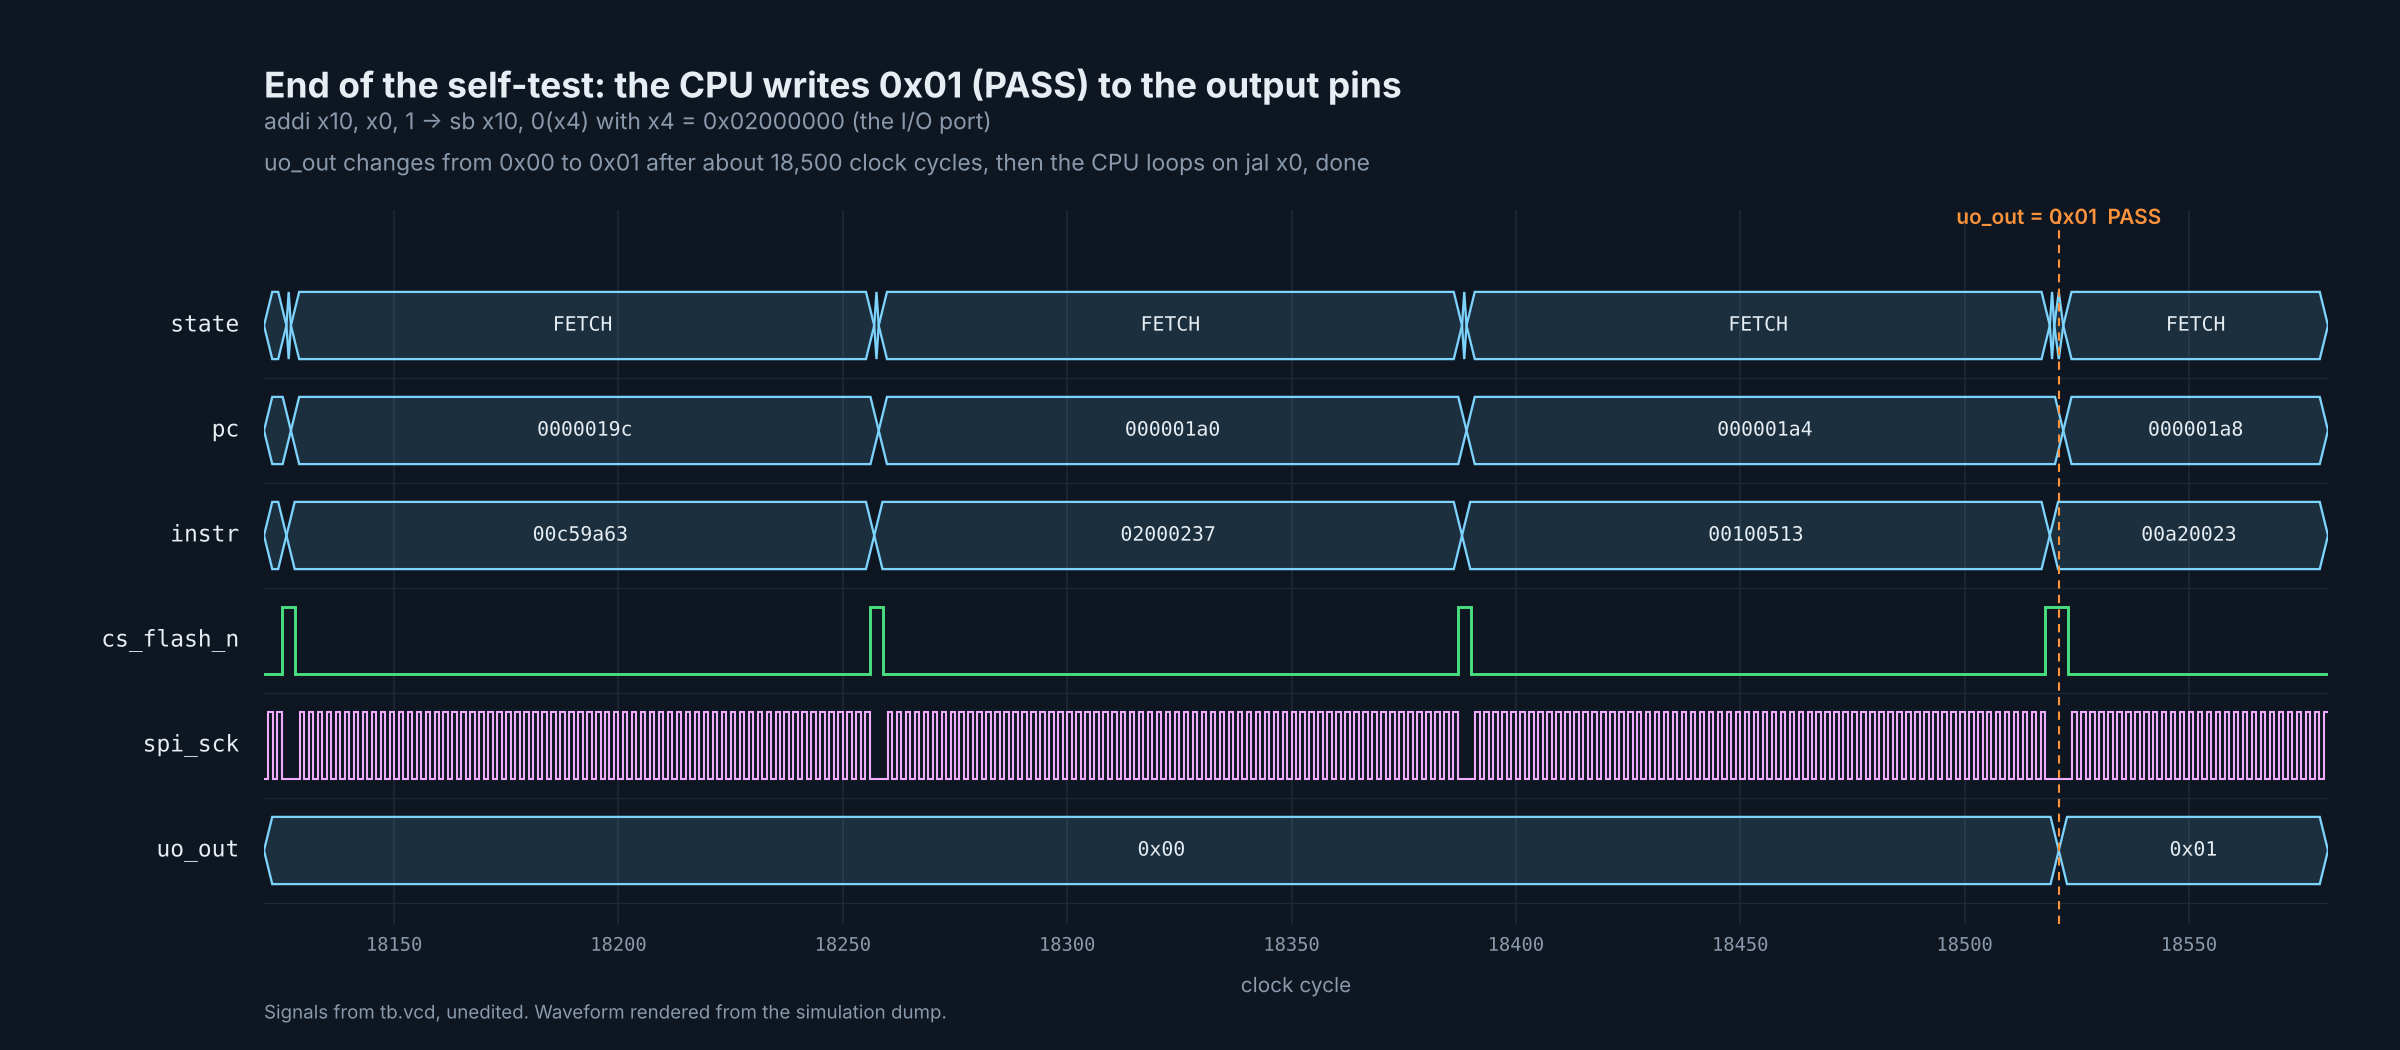 End of the self-test: the CPU writes 0x01 (PASS) to the output pins
addi x10, x0, 1 → sb x10, 0(x4) with x4 = 0x02000000 (the I/O port)
uo_out changes from 0x00 to 0x01 after about 18,500 clock cycles, then the CPU loops on jal x0, done
uo_out = 0x01 PASS
state FETCH FETCH FETCH FETCH
pc 0000019c 000001a0 000001a4 000001a8
instr 00c59a63 02000237 00100513 00a20023
cs_flash_n
spi_sck
uo_out 0x00 0x01
18150 18200 18250 18300 18350 18400 18450 18500 18550
clock cycle
Signals from tb.vcd, unedited. Waveform rendered from the simulation dump.